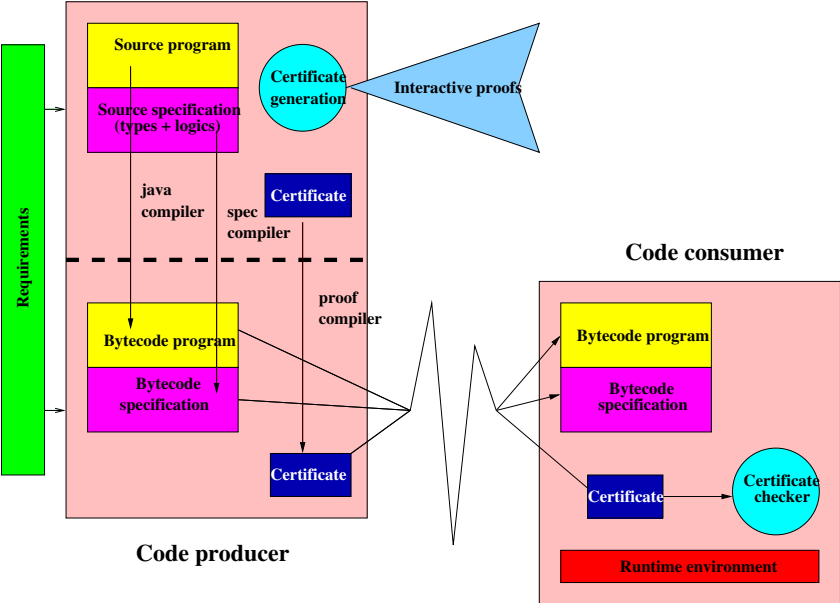 Requirements
Source program
Source specification
(types + logics)
Certificate
generation
Interactive proofs
Certificate
java
compiler
spec
compiler
proof
compiler
Bytecode program
Bytecode
specification
Certificate
Code producer
Code consumer
Bytecode program
Bytecode
specification
Certificate
Certificate
checker
Runtime environment